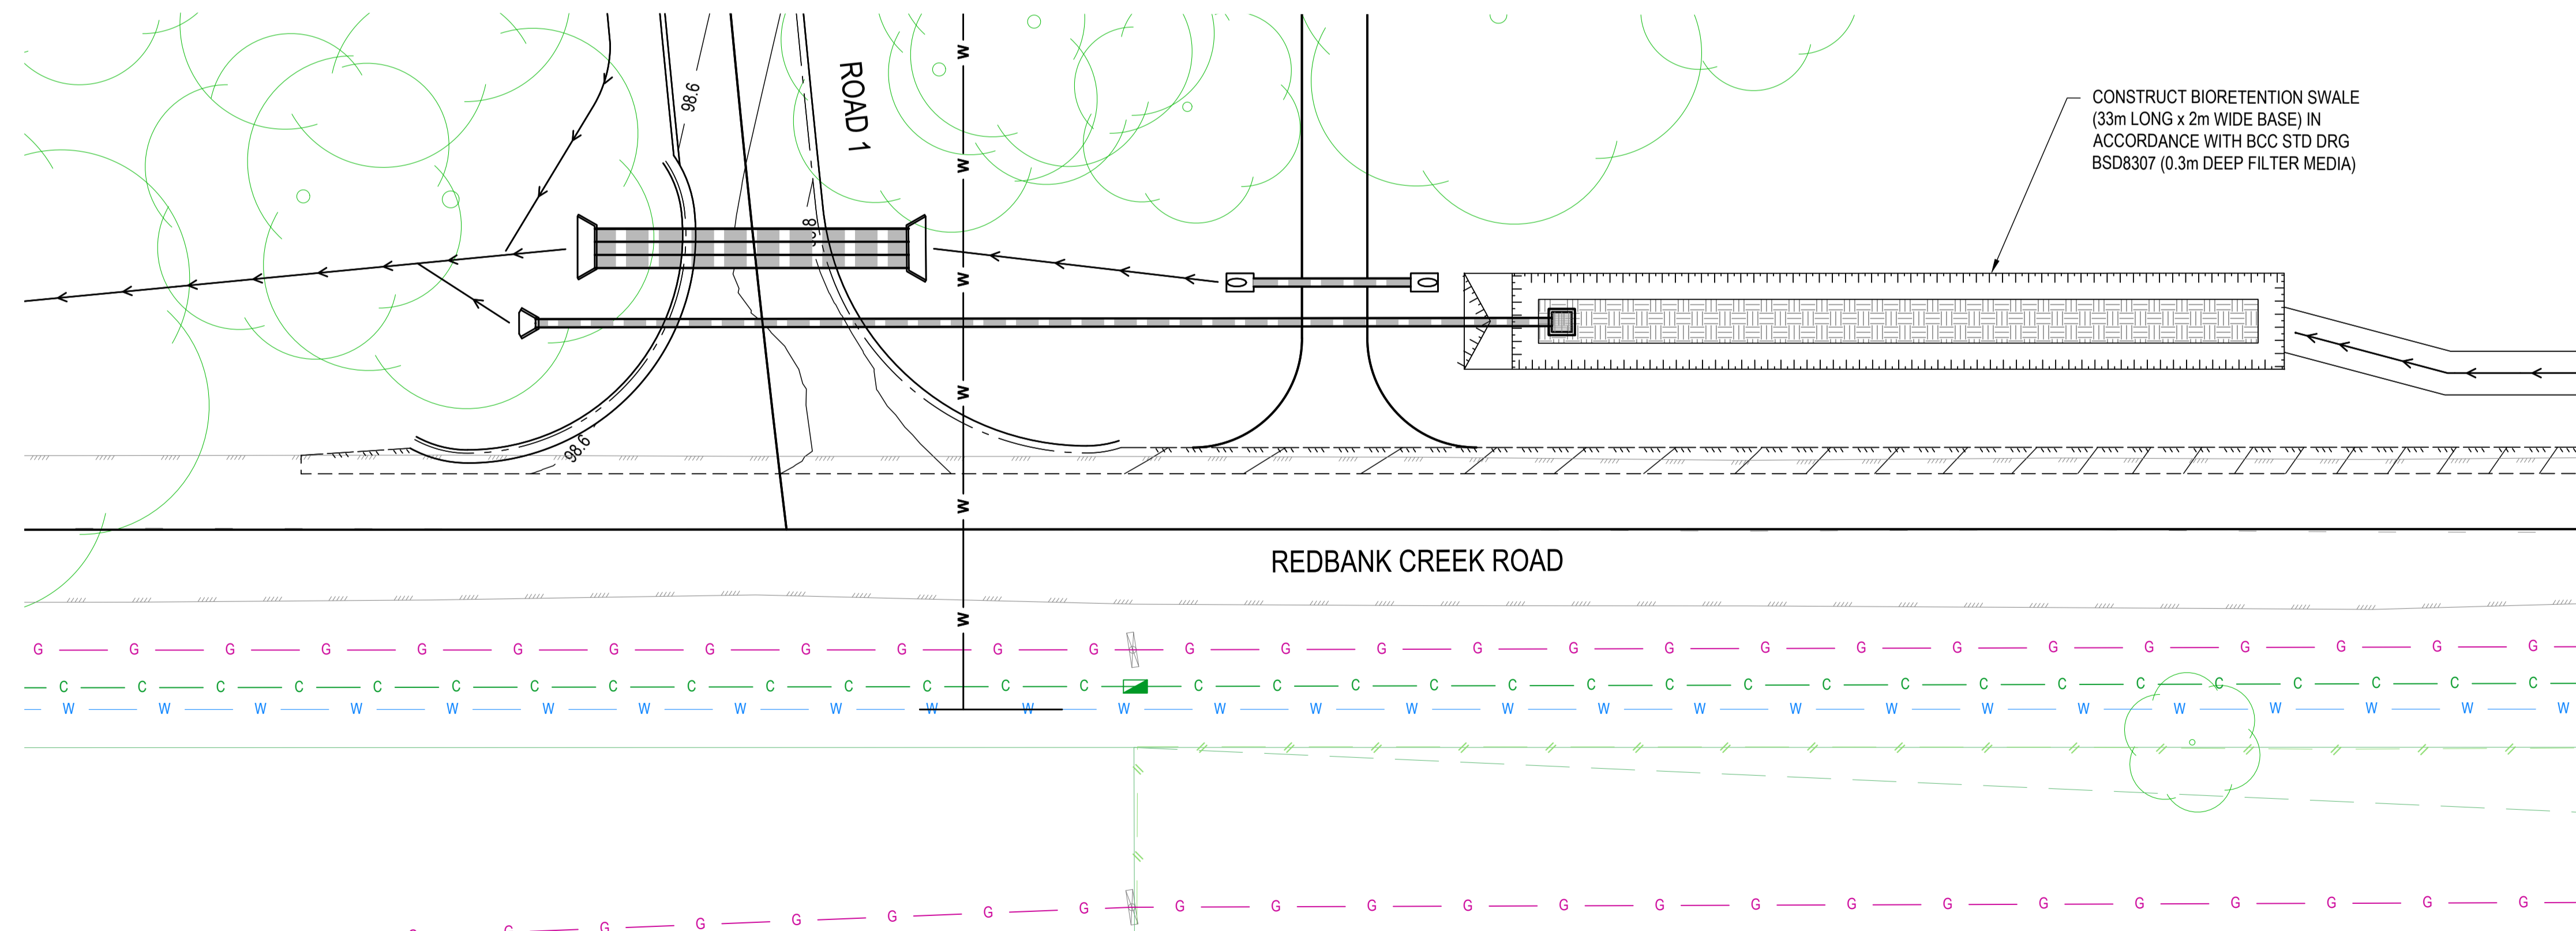 98.6
ROAD 1
W
W
W
W
W
W
CONSTRUCT BIORETENTION SWALE
(33m LONG x 2m WIDE BASE) IN
ACCORDANCE WITH BCC STD DRG
BSD8307 (0.3m DEEP FILTER MEDIA)
98.6
REDBANK CREEK ROAD
G G G G G G G G G G G G G G G G G G G G G G G G G G G
C C C C C C C C C C C C C C C C C C C C C C C C C C C C C C C C
W W W W W W W W W W W W W W W W W W W W W W W W W W W
G G G G G G G G G G G G G G G G G G G G G